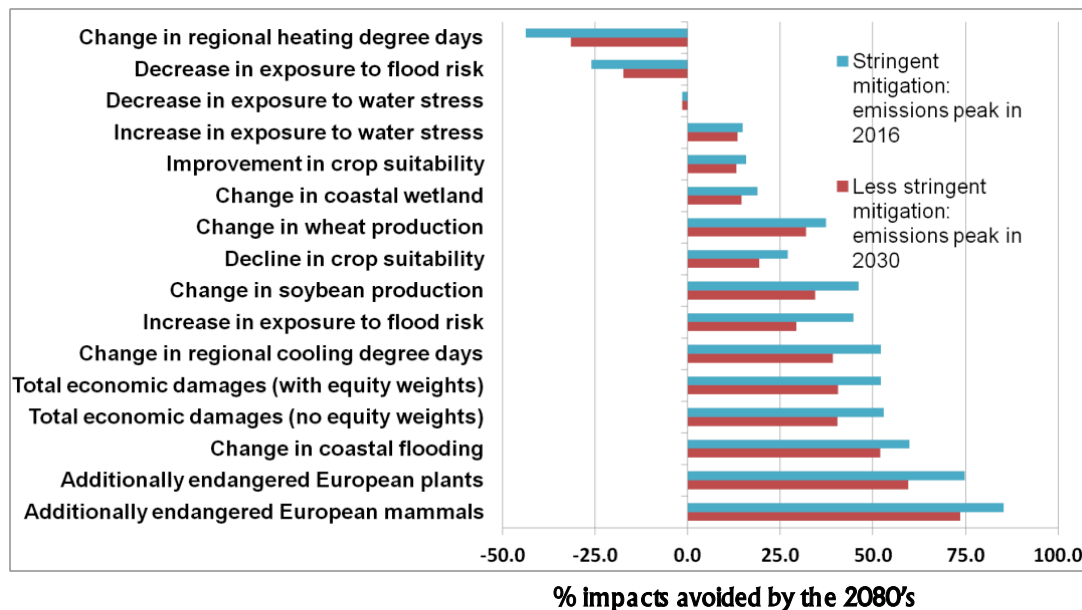 Change in regional heating degree days
Decrease in exposure to flood risk
Decrease in exposure to water stress
Increase in exposure to water stress
Improvement in crop suitability
Change in coastal wetland
Change in wheat production
Decline in crop suitability
Change in soybean production
Increase in exposure to flood risk
Change in regional cooling degree days
Total economic damages (with equity weights)
Total economic damages (no equity weights)
Change in coastal flooding
Additionally endangered European plants
Additionally endangered European mammals
Stringent
mitigation:
emissions peak in
2016
Less stringent
mitigation:
emissions peak in
2030
-50.0 -25.0 0.0 25.0 50.0 75.0 100.0
% impacts avoided by the 2080's